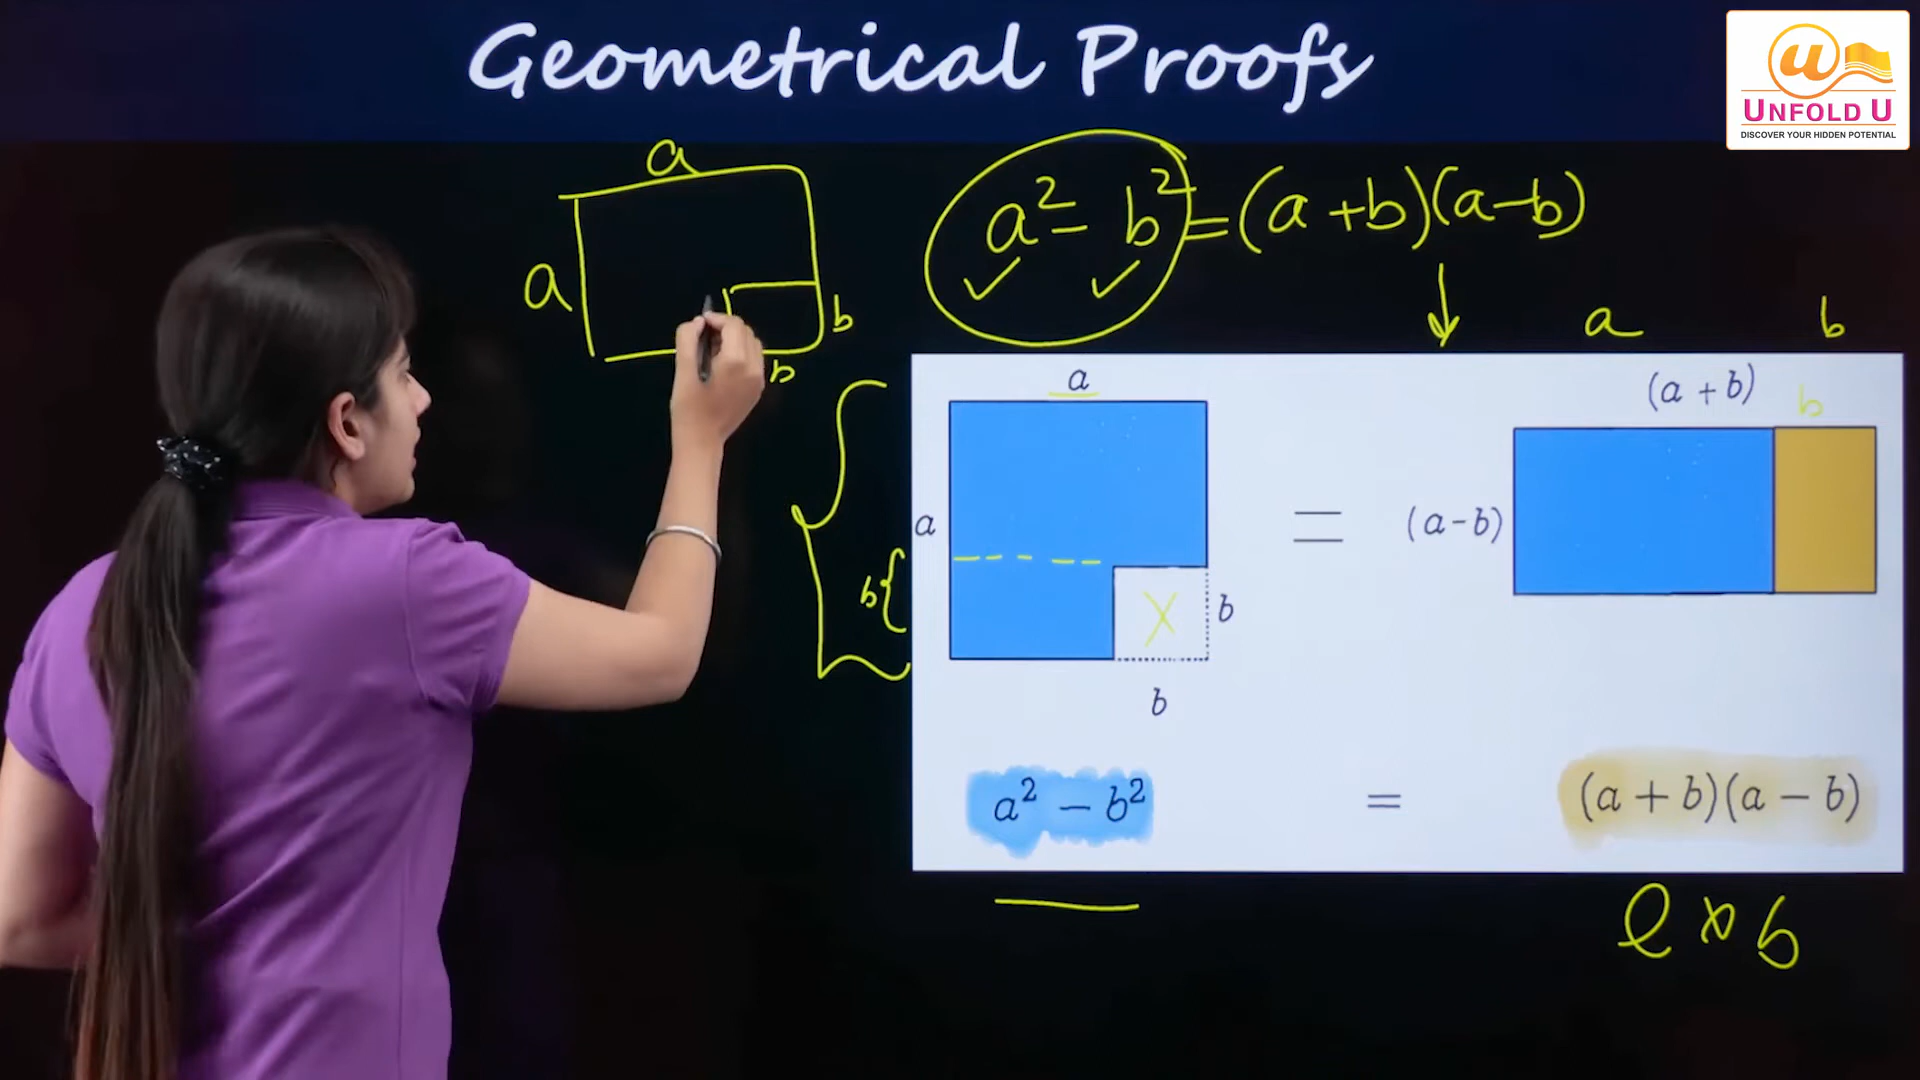 Geometrical Proofs
u
UNFOLD U
DISCOVER YOUR HIDDEN POTENTIAL
a
a
b
b
a² - b² = (a + b)(a - b)
a b
a
a
b
b
b
X
=
(a + b)
b
(a - b)
a² - b² = (a + b)(a - b)
l × b